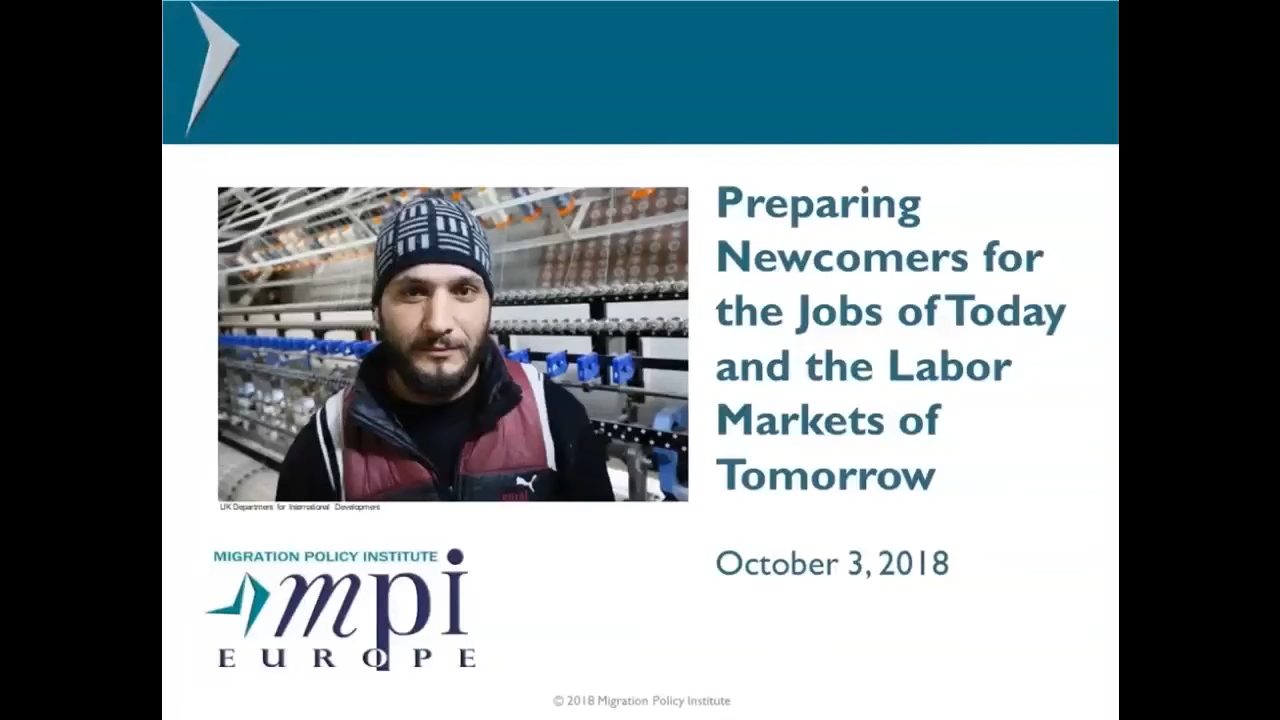 Preparing
Newcomers for
the Jobs of Today
and the Labor
Markets of
Tomorrow
UK Department for International Development
October 3, 2018
MIGRATION POLICY INSTITUTE
mpi
EUROPE
© 2018 Migration Policy Institute